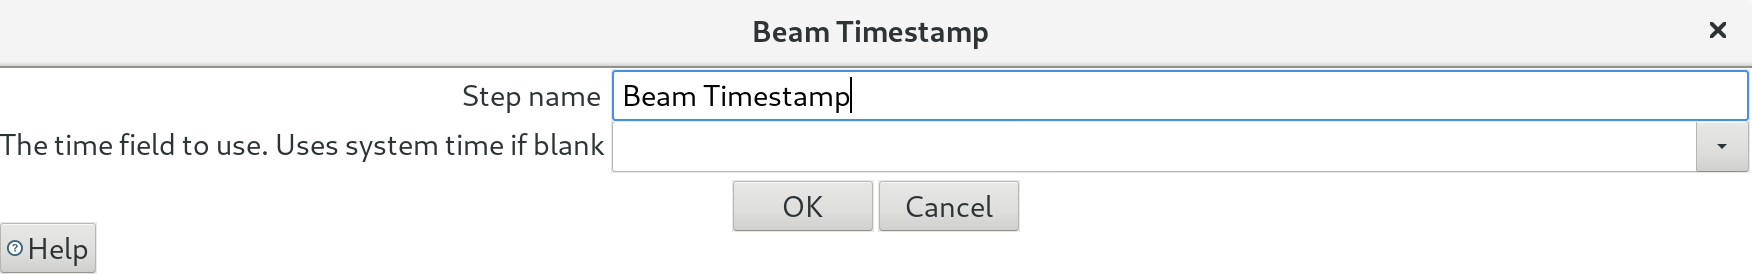 Beam Timestamp
Step name Beam Timestamp
The time field to use. Uses system time if blank
OK Cancel
Help